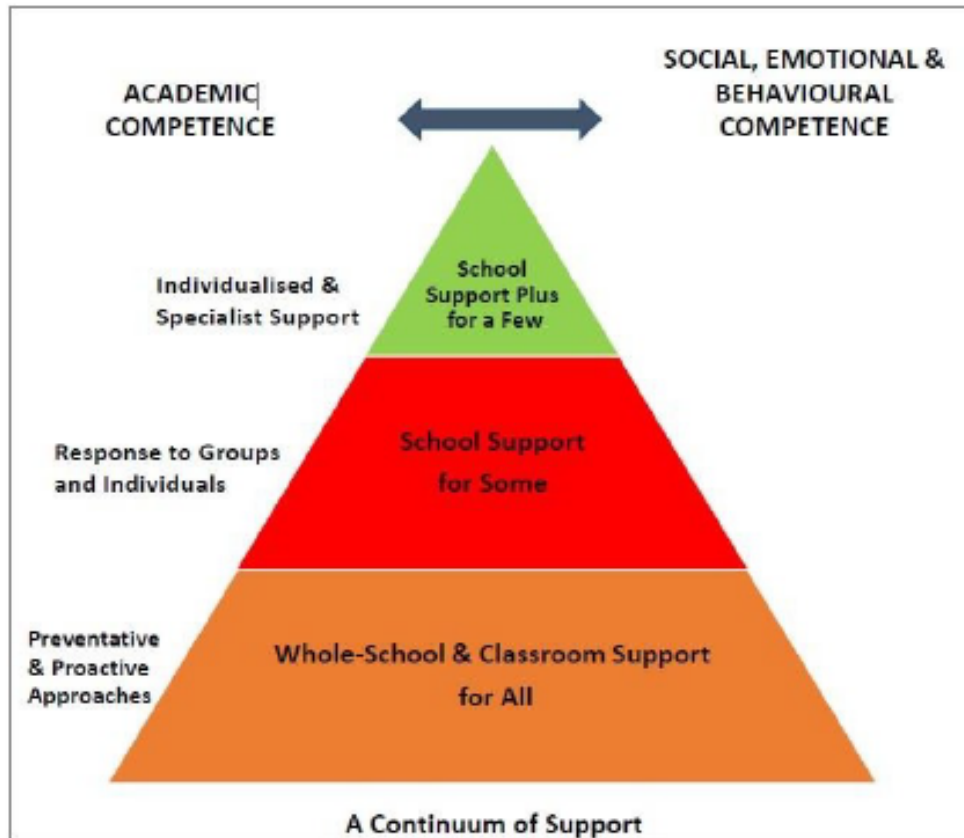 ACADEMIC
COMPETENCE
SOCIAL, EMOTIONAL &
BEHAVIOURAL
COMPETENCE
Individualised &
Specialist Support
School
Support Plus
for a Few
Response to Groups
and Individuals
School Support
for Some
Preventative
& Proactive
Approaches
Whole-School & Classroom Support
for All
A Continuum of Support